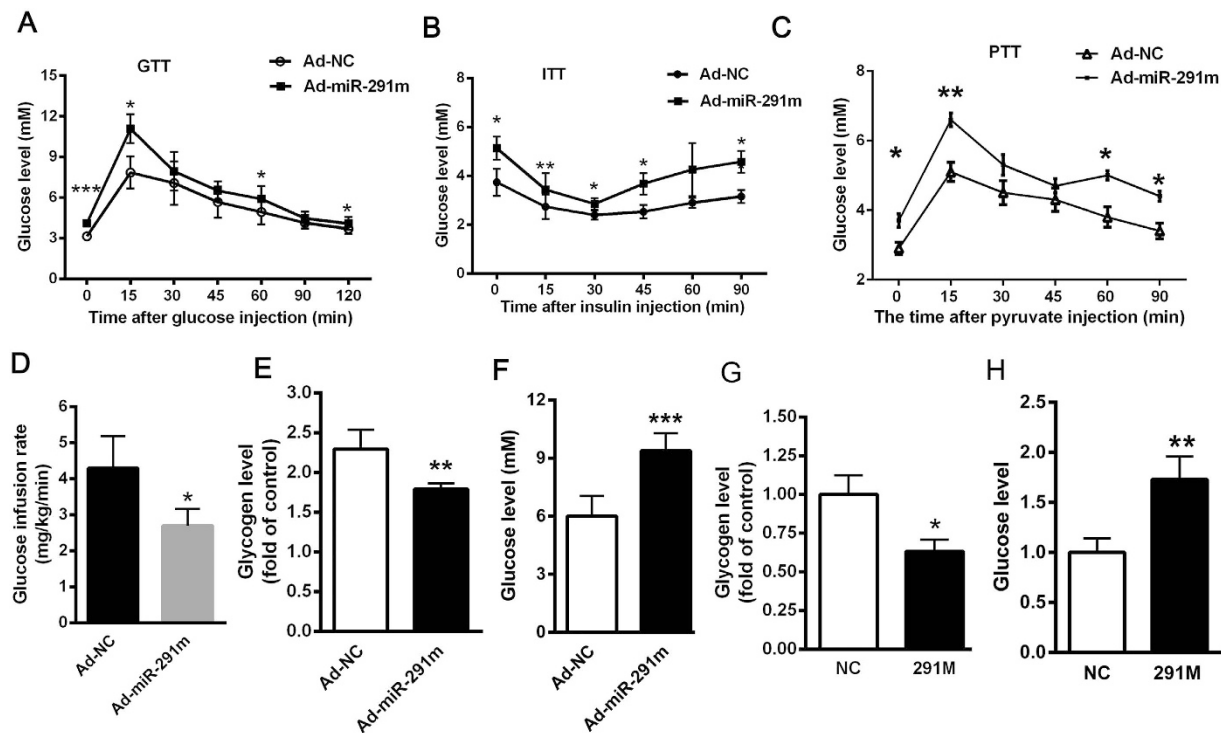 A
GTT
Ad-NC
Ad-miR-291m
Glucose level (mM)
15
12
9
6
3
0
***
*
*
*
0 15 30 45 60 90 120
Time after glucose injection (min)
B
ITT
Ad-NC
Ad-miR-291m
Glucose level (mM)
8
6
4
2
0
*
**
*
*
*
0 15 30 45 60 90
Time after insulin injection (min)
C
PTT
Ad-NC
Ad-miR-291m
Glucose level (mM)
8
6
4
2
*
**
*
*
0 15 30 45 60 90
The time after pyruvate injection (min)
D
Glucose infusion rate
(mg/kg/min)
6
5
4
3
2
1
0
*
Ad-NC
Ad-miR-291m
E
Glycogen level
(fold of control)
3.0
2.5
2.0
1.5
1.0
0.5
0.0
**
Ad-NC
Ad-miR-291m
F
Glucose level (mM)
12
9
6
3
0
***
Ad-NC
Ad-miR-291m
G
Glycogen level
(fold of control)
1.50
1.25
1.00
0.75
0.50
0.25
0.00
*
NC 291M
H
Glucose level
2.5
2.0
1.5
1.0
0.5
0.0
**
NC 291M